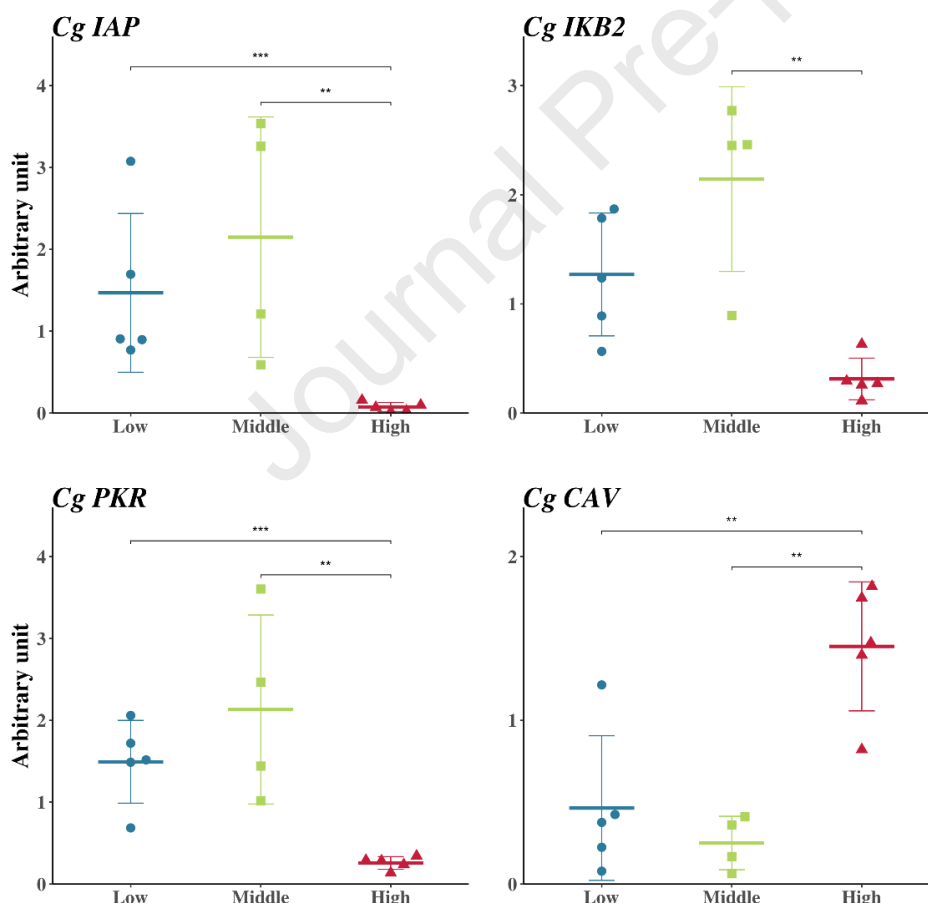 Cg IAP
Arbitrary unit
4
3
2
1
0
***
**
Low Middle High
Cg IKB2
3
2
1
0
**
Low Middle High
Cg PKR
Arbitrary unit
4
3
2
1
0
***
**
Low Middle High
Cg CAV
2
1
0
**
**
Low Middle High
Journal Pre-